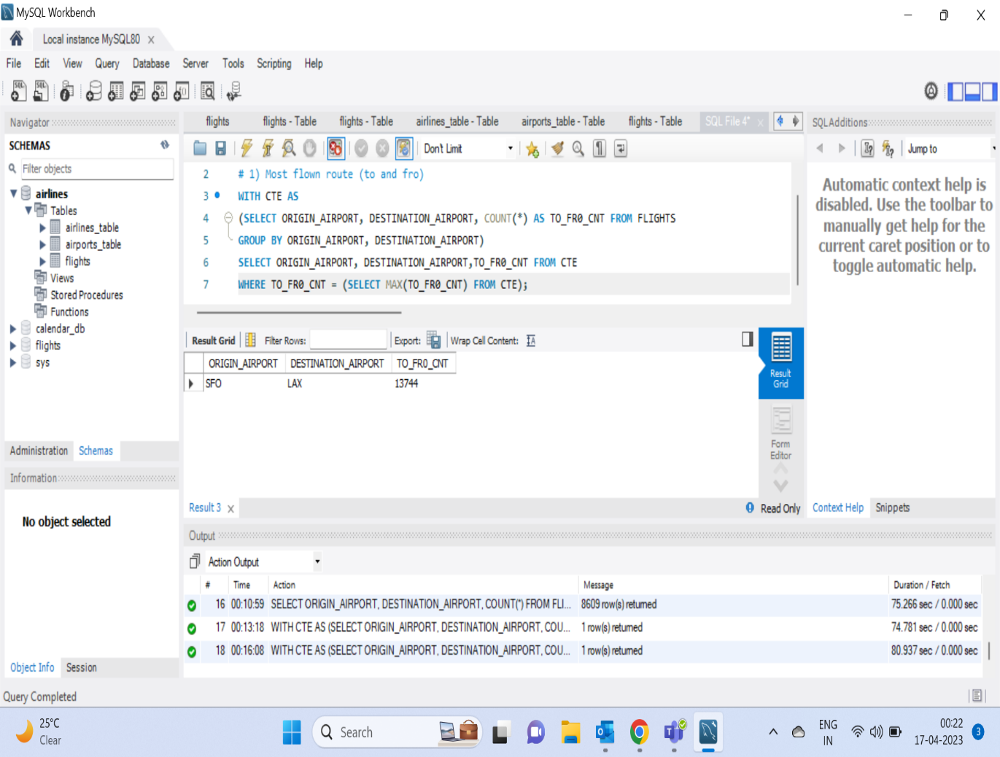 MySQL Workbench
Local instance MySQL80
File Edit View Query Database Server Tools Scripting Help
Navigator
SCHEMAS
Filter objects
airlines
Tables
airlines_table
airports_table
flights
Views
Stored Procedures
Functions
calendar_db
flights
sys
Administration Schemas
Information
No object selected
Object Info Session
flights flights - Table flights - Table airlines_table - Table airports_table - Table flights - Table SQL File 4*
Don't Limit
2 # 1) Most flown route (to and fro)
3 WITH CTE AS
4 (SELECT ORIGIN_AIRPORT, DESTINATION_AIRPORT, COUNT(*) AS TO_FR0_CNT FROM FLIGHTS
5 GROUP BY ORIGIN_AIRPORT, DESTINATION_AIRPORT)
6 SELECT ORIGIN_AIRPORT, DESTINATION_AIRPORT,TO_FR0_CNT FROM CTE
7 WHERE TO_FR0_CNT = (SELECT MAX(TO_FR0_CNT) FROM CTE);
Result Grid Filter Rows: Export: Wrap Cell Content:
ORIGIN_AIRPORT DESTINATION_AIRPORT TO_FR0_CNT
SFO LAX 13744
Result
Grid
Form
Editor
Result 3 Read Only
SQLAdditions
Jump to
Automatic context help is
disabled. Use the toolbar to
manually get help for the
current caret position or to
toggle automatic help.
Context Help Snippets
Output
Action Output
# Time Action Message Duration / Fetch
16 00:10:59 SELECT ORIGIN_AIRPORT, DESTINATION_AIRPORT, COUNT(*) FROM FLI... 8609 row(s) returned 75.266 sec / 0.000 sec
17 00:13:18 WITH CTE AS (SELECT ORIGIN_AIRPORT, DESTINATION_AIRPORT, COU... 1 row(s) returned 74.781 sec / 0.000 sec
18 00:16:08 WITH CTE AS (SELECT ORIGIN_AIRPORT, DESTINATION_AIRPORT, COU... 1 row(s) returned 80.937 sec / 0.000 sec
Query Completed
25°C
Clear
Search
ENG
IN
00:22
17-04-2023
3